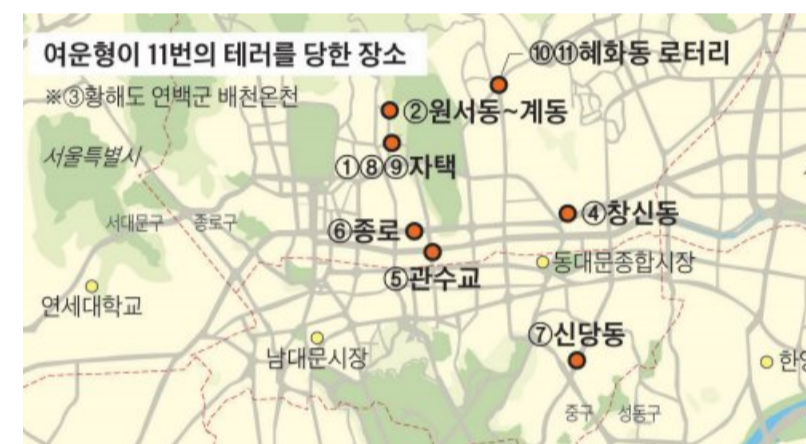 여운형이 11번의 테러를 당한 장소
※③황해도 연백군 배천온천
⑩⑪혜화동 로터리
②원서동~계동
서울특별시
①⑧⑨자택
④창신동
서대문구
종로구
⑥종로
⑤관수교
동대문종합시장
연세대학교
⑦신당동
남대문시장
한양
중구
성동구